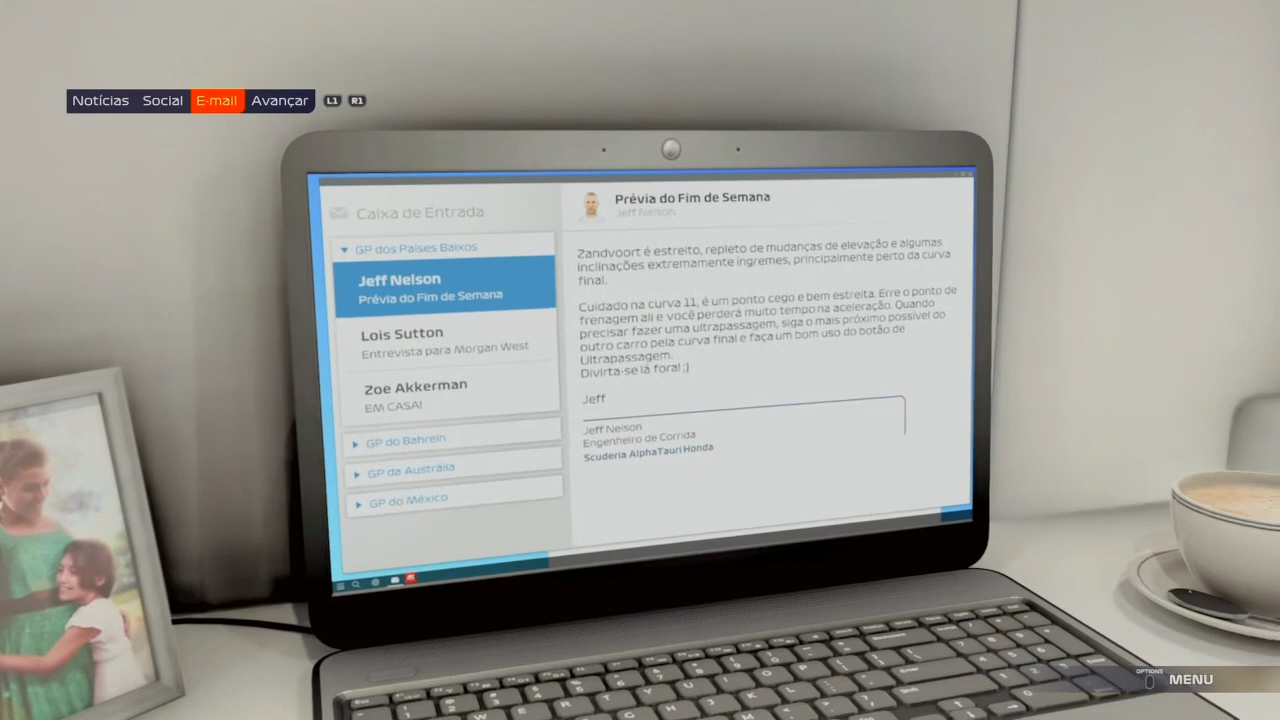 Notícias Social E-mail Avançar L1 R1
Caixa de Entrada
GP dos Países Baixos
Jeff Nelson
Prévia do Fim de Semana
Lois Sutton
Entrevista para Morgan West
Zoe Akkerman
EM CASA!
GP do Bahrein
GP da Austrália
GP do México
Prévia do Fim de Semana
Jeff Nelson
Zandvoort é estreito, repleto de mudanças de elevação e algumas
inclinações extremamente íngremes, principalmente perto da curva
final.
Cuidado na curva 11, é um ponto cego e bem estreita. Erre o ponto de
frenagem ali e você perderá muito tempo na aceleração. Quando
precisar fazer uma ultrapassagem, siga o mais próximo possível do
outro carro pela curva final e faça um bom uso do botão de
Ultrapassagem.
Divirta-se lá fora! ;]
Jeff
Jeff Nelson
Engenheiro de Corrida
Scuderia AlphaTauri Honda
OPTIONS
MENU